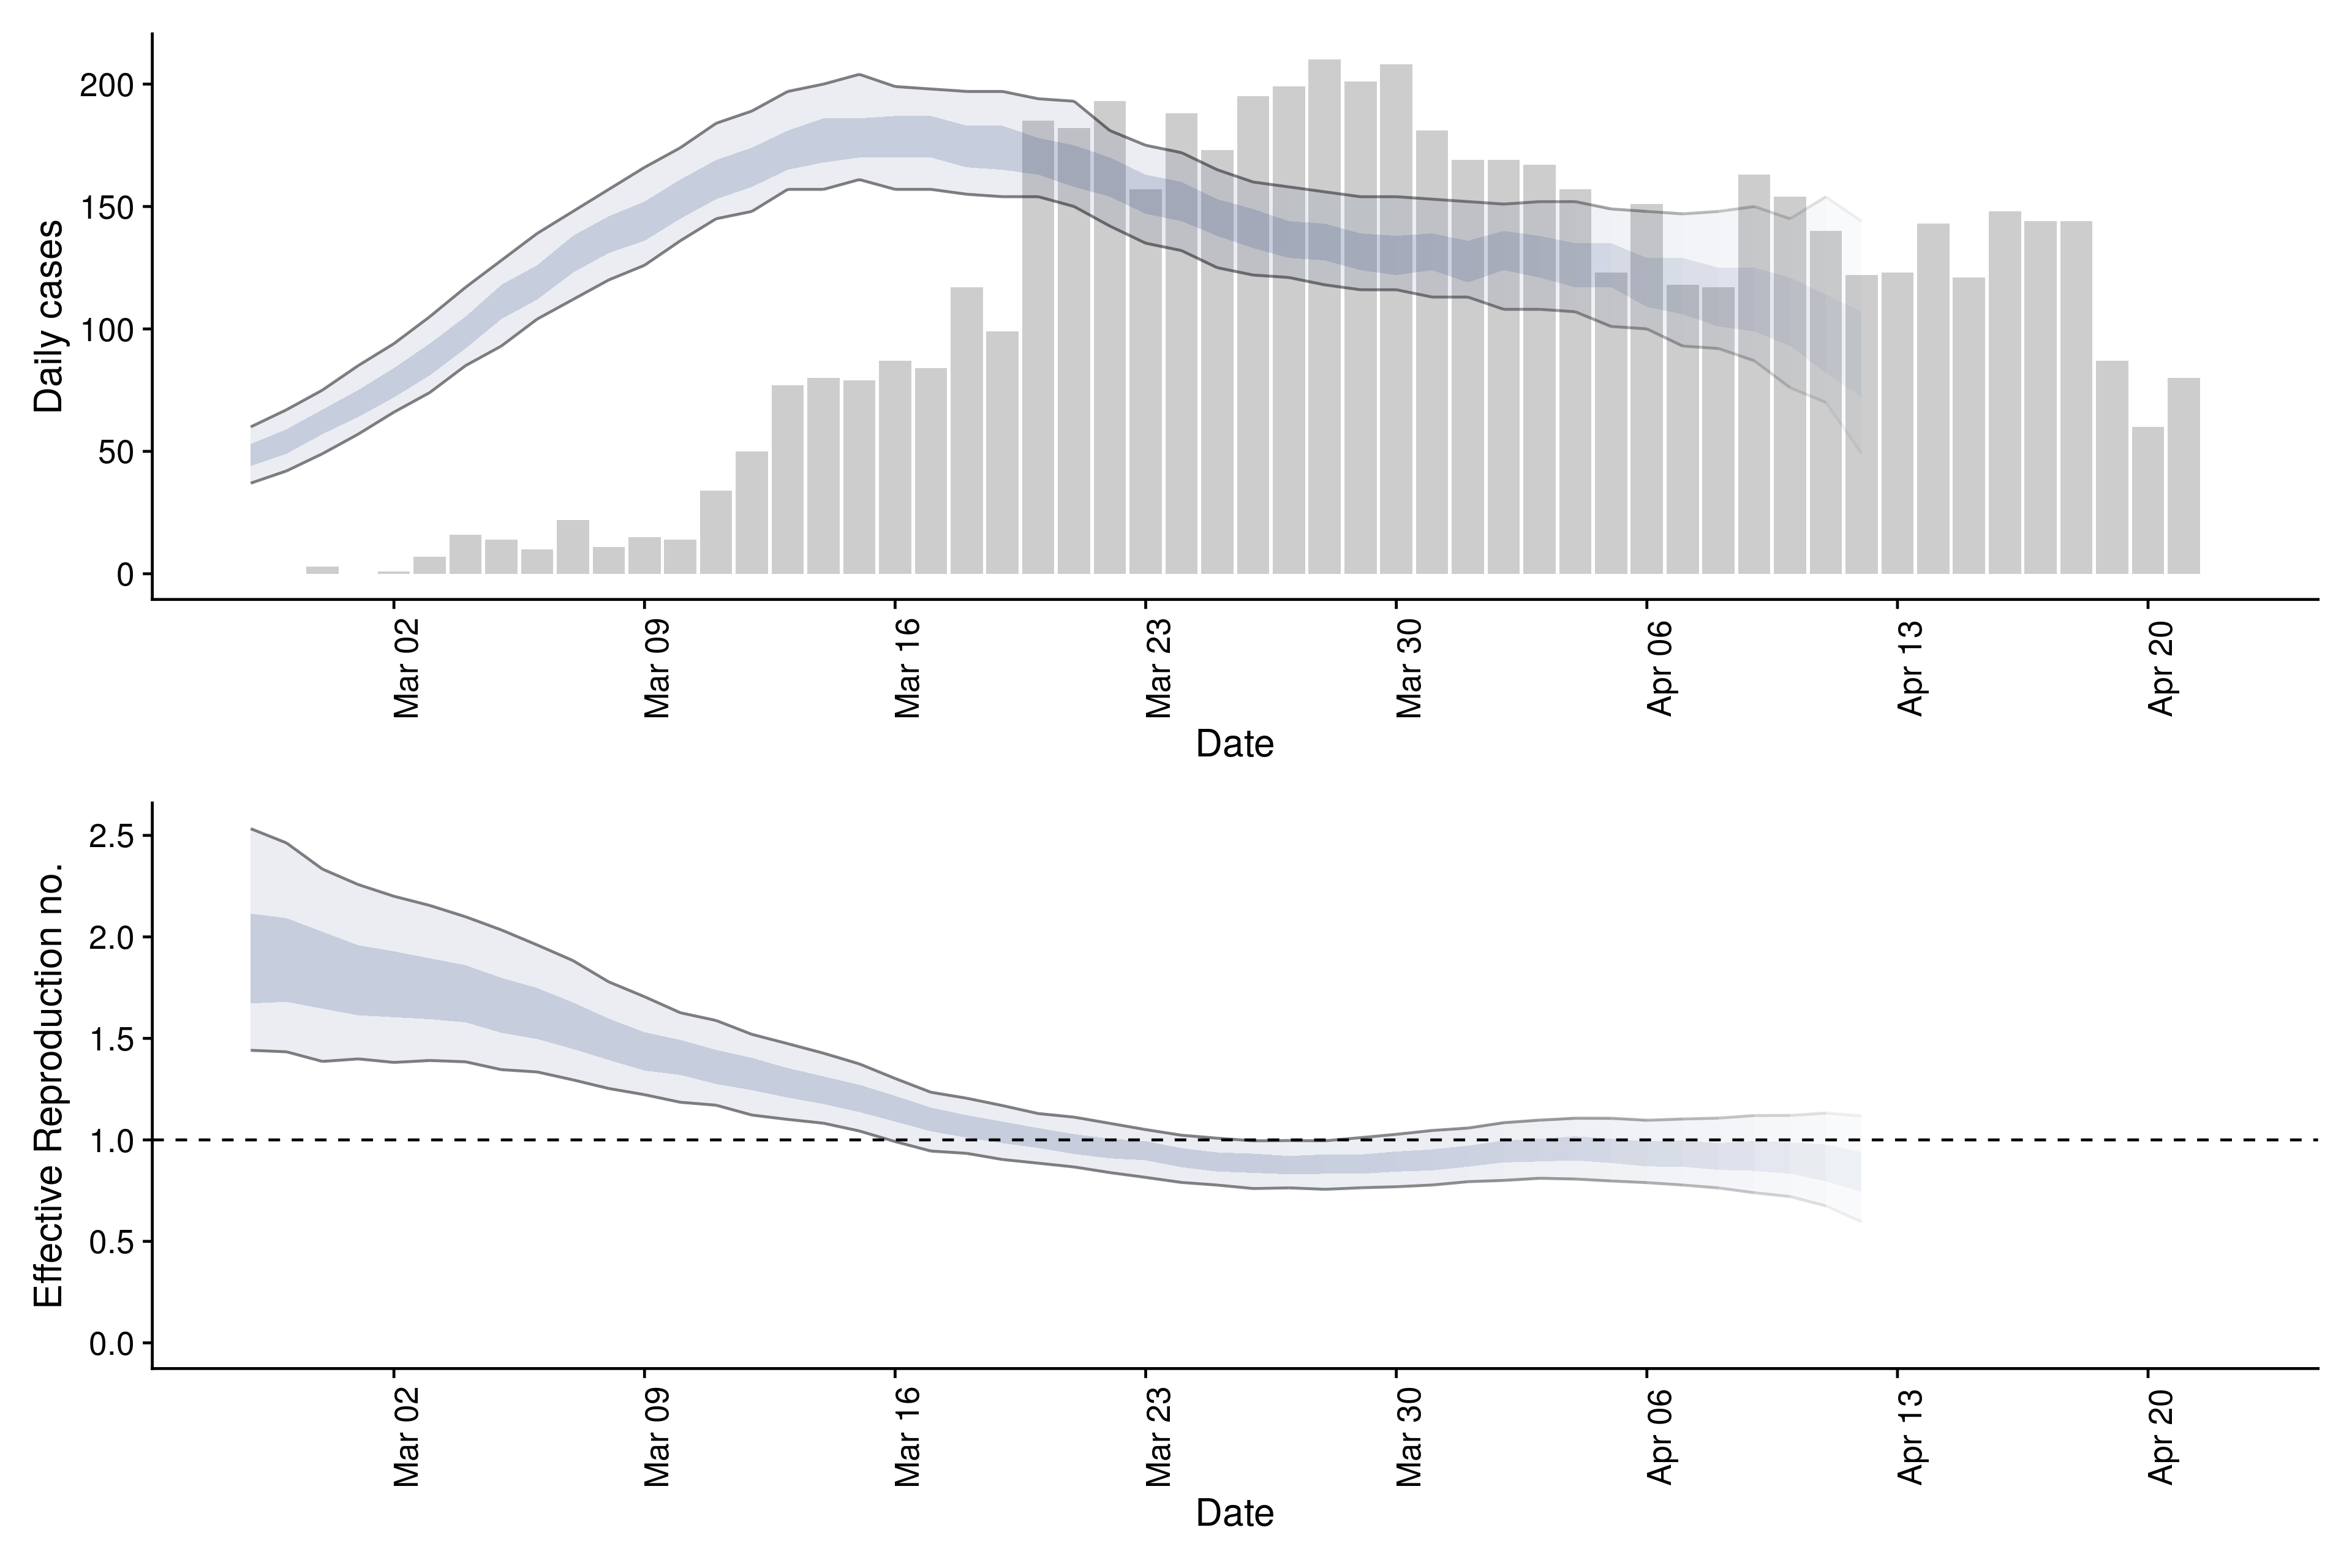 Daily cases
200
150
100
50
0
Mar 02
Mar 09
Mar 16
Mar 23
Mar 30
Apr 06
Apr 13
Apr 20
Date
Effective Reproduction no.
2.5
2.0
1.5
1.0
0.5
0.0
Mar 02
Mar 09
Mar 16
Mar 23
Mar 30
Apr 06
Apr 13
Apr 20
Date